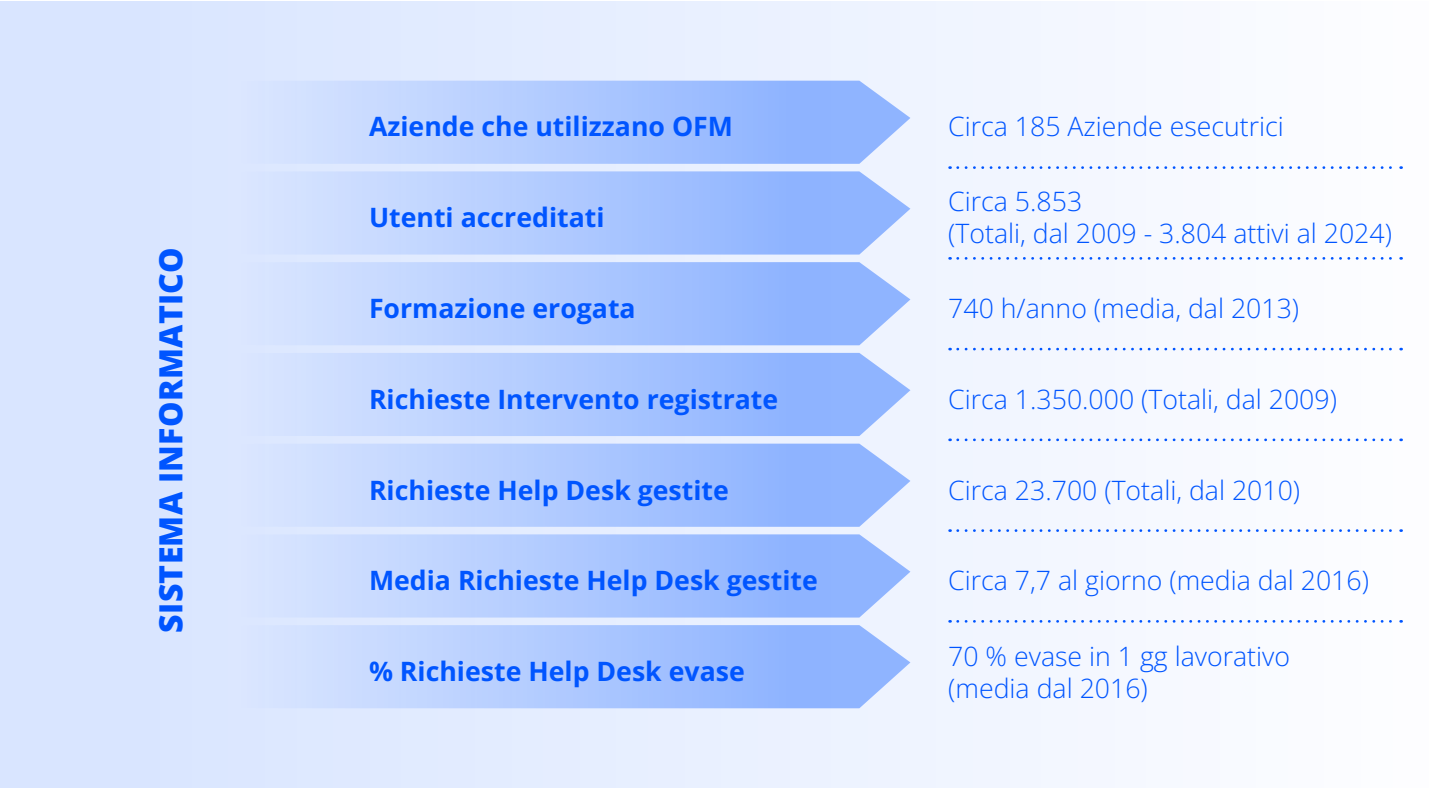 SISTEMA INFORMATICO
Aziende che utilizzano OFM
Circa 185 Aziende esecutrici
Utenti accreditati
Circa 5.853
(Totali, dal 2009 - 3.804 attivi al 2024)
Formazione erogata
740 h/anno (media, dal 2013)
Richieste Intervento registrate
Circa 1.350.000 (Totali, dal 2009)
Richieste Help Desk gestite
Circa 23.700 (Totali, dal 2010)
Media Richieste Help Desk gestite
Circa 7,7 al giorno (media dal 2016)
% Richieste Help Desk evase
70 % evase in 1 gg lavorativo
(media dal 2016)